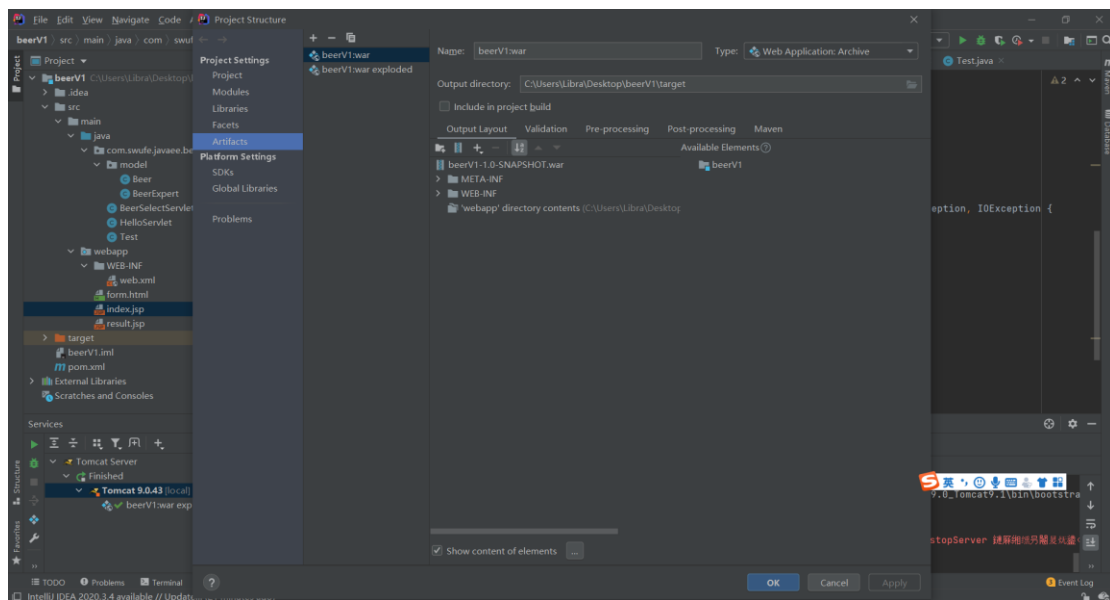 File Edit View Navigate Code
Project Structure
beerV1 src main java com swuf
Project
beerV1 C:\Users\Libra\Desktop\
.idea
src
main
java
com.swufe.javaee.be
model
Beer
BeerExpert
BeerSelectServlet
HelloServlet
Test
webapp
WEB-INF
web.xml
form.html
index.jsp
result.jsp
target
beerV1.iml
pom.xml
External Libraries
Scratches and Consoles
Project Settings
Project
Modules
Libraries
Facets
Artifacts
Platform Settings
SDKs
Global Libraries
Problems
beerV1:war
beerV1:war exploded
Name: beerV1:war Type: Web Application: Archive
Output directory: C:\Users\Libra\Desktop\beerV1\target
Include in project build
Output Layout Validation Pre-processing Post-processing Maven
Available Elements
beerV1-1.0-SNAPSHOT.war
META-INF
WEB-INF
'webapp' directory contents (C:\Users\Libra\Desktop
beerV1
Show content of elements ...
OK Cancel Apply
Test.java
2
Maven
Database
eption, IOException {
Services
Tomcat Server
Finished
Tomcat 9.0.43 [local]
beerV1:war exp
Structure
Favorites
英
9.0_Tomcat9.1\bin\bootstra
stopServer
TODO Problems Terminal
Event Log
IntelliJ IDEA 2020.3.4 available // Updat